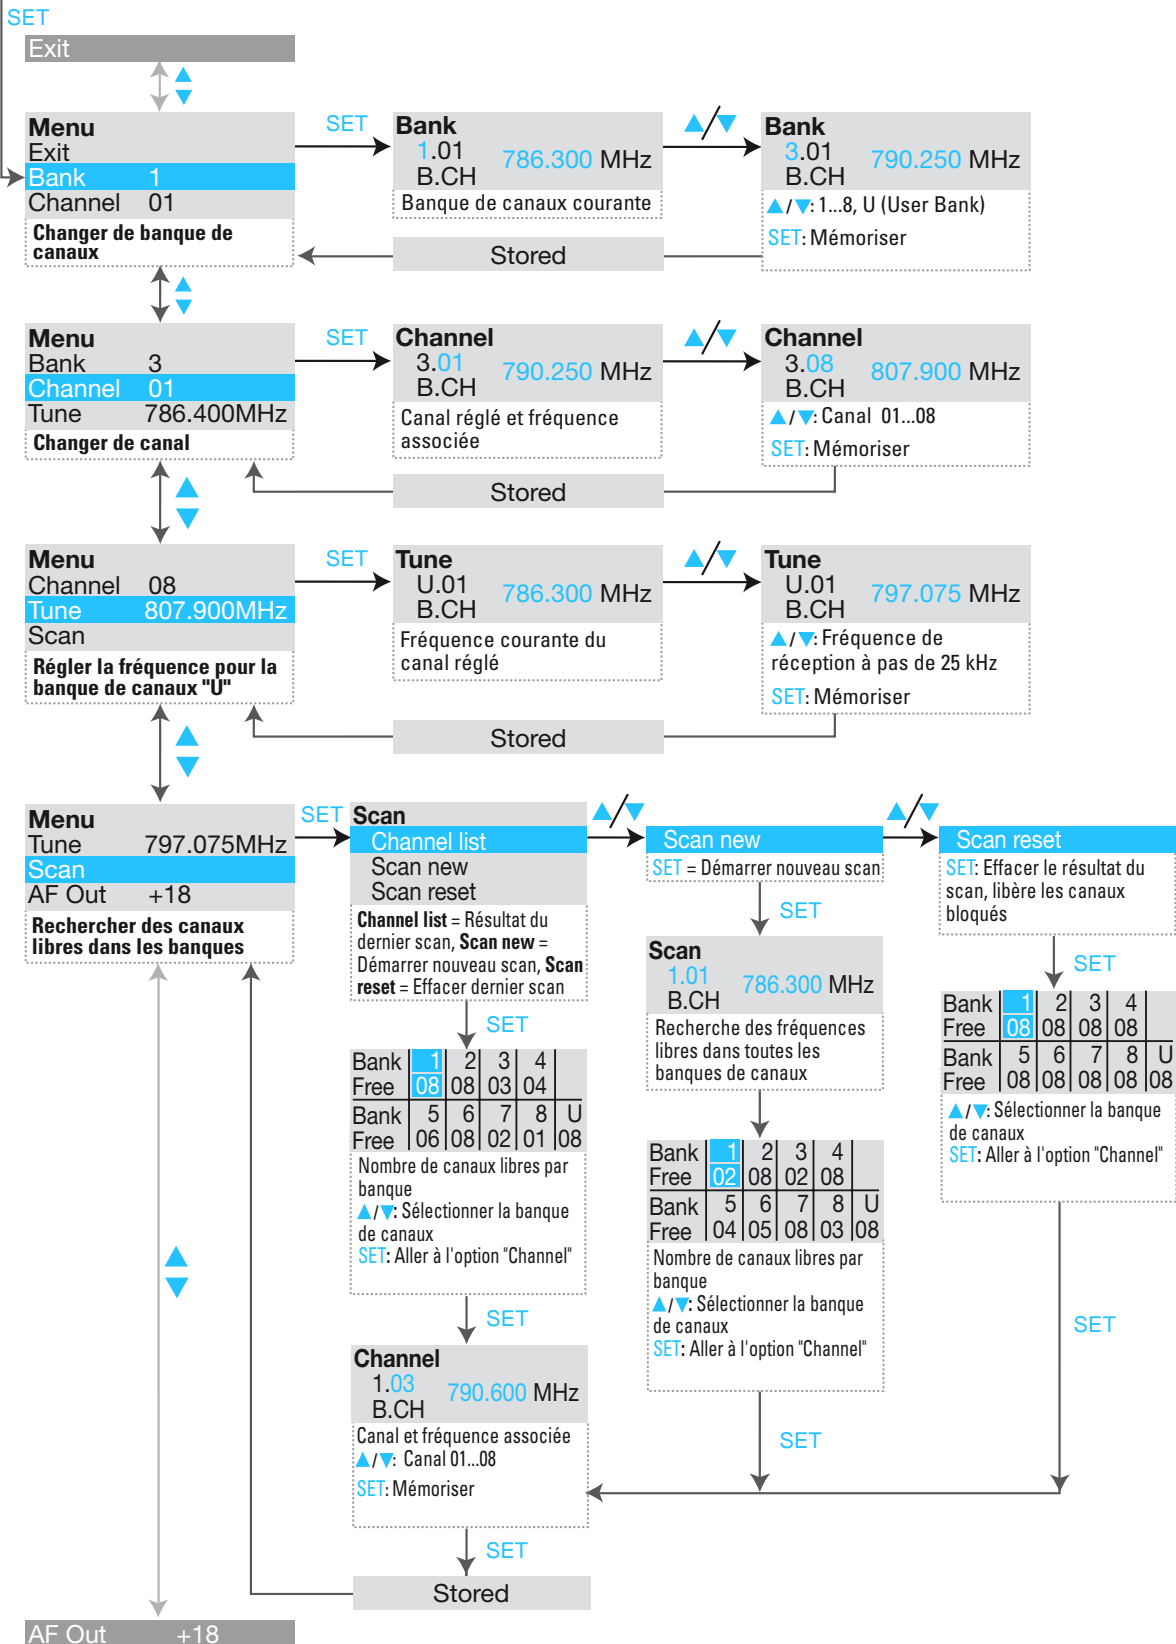 SET
Exit
Menu
Exit
Bank 1
Channel 01
Changer de banque de
canaux
SET
Bank
1.01 786.300 MHz
B.CH
Banque de canaux courante
Bank
3.01 790.250 MHz
B.CH
▲/▼: 1...8, U (User Bank)
SET: Mémoriser
Stored
Menu
Bank 3
Channel 01
Tune 786.400MHz
Changer de canal
SET
Channel
3.01 790.250 MHz
B.CH
Canal réglé et fréquence
associée
Channel
3.08 807.900 MHz
B.CH
▲/▼: Canal 01...08
SET: Mémoriser
Stored
Menu
Channel 08
Tune 807.900MHz
Scan
Régler la fréquence pour la
banque de canaux "U"
SET
Tune
U.01 786.300 MHz
B.CH
Fréquence courante du
canal réglé
Tune
U.01 797.075 MHz
B.CH
▲/▼: Fréquence de
réception à pas de 25 kHz
SET: Mémoriser
Stored
Menu
Tune 797.075MHz
Scan
AF Out +18
Rechercher des canaux
libres dans les banques
SET
Scan
Channel list
Scan new
Scan reset
Channel list = Résultat du
dernier scan, Scan new =
Démarrer nouveau scan, Scan
reset = Effacer dernier scan
SET
Bank 1 2 3 4
Free 08 08 03 04
Bank 5 6 7 8 U
Free 06 08 02 01 08
Nombre de canaux libres par
banque
▲/▼: Sélectionner la banque
de canaux
SET: Aller à l'option "Channel"
SET
Channel
1.03 790.600 MHz
B.CH
Canal et fréquence associée
▲/▼: Canal 01...08
SET: Mémoriser
SET
Stored
Scan new
SET = Démarrer nouveau scan
SET
Scan
1.01 786.300 MHz
B.CH
Recherche des fréquences
libres dans toutes les
banques de canaux
Bank 1 2 3 4
Free 02 08 02 08
Bank 5 6 7 8 U
Free 04 05 08 03 08
Nombre de canaux libres par
banque
▲/▼: Sélectionner la banque
de canaux
SET: Aller à l'option "Channel"
SET
Scan reset
SET: Effacer le résultat du
scan, libère les canaux
bloqués
SET
Bank 1 2 3 4
Free 08 08 08 08
Bank 5 6 7 8 U
Free 08 08 08 08 08
▲/▼: Sélectionner la banque
de canaux
SET: Aller à l'option "Channel"
SET
AF Out +18